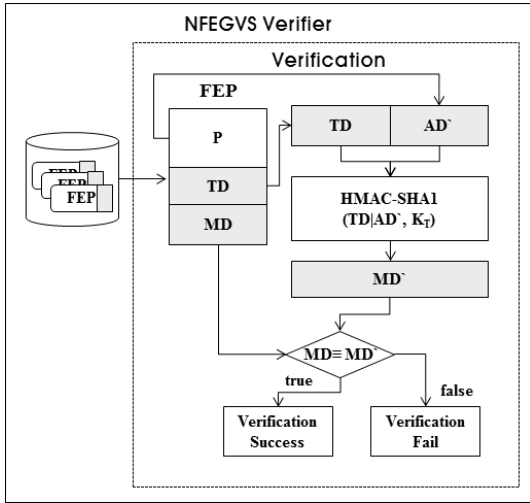 NFEGVS Verifier
Verification
FEP
P
TD
MD
TD
AD`
FEP
FEP
FEP
HMAC-SHA1
(TD|AD`, KT)
MD`
MD≡ MD`
true
false
Verification
Success
Verification
Fail